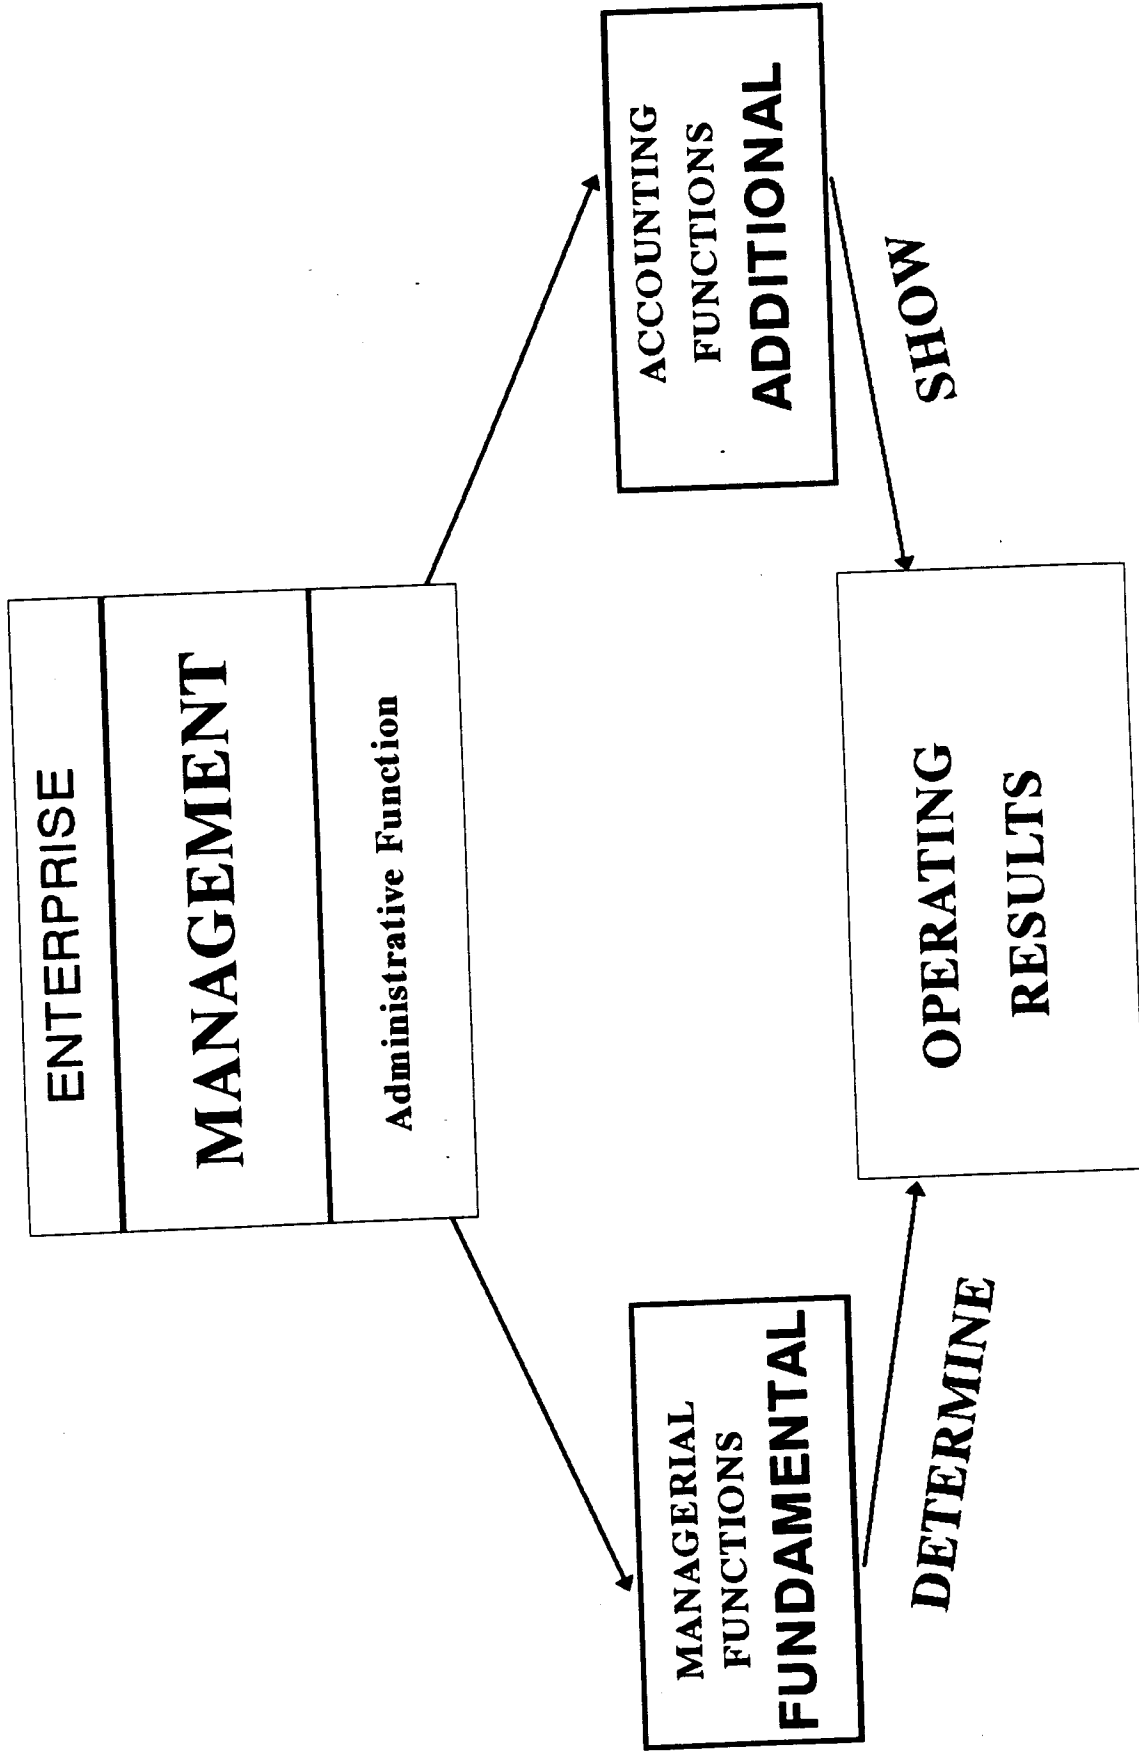 ENTERPRISE
MANAGEMENT
Administrative Function
MANAGERIAL
FUNCTIONS
FUNDAMENTAL
ACCOUNTING
FUNCTIONS
ADDITIONAL
DETERMINE
SHOW
OPERATING
RESULTS